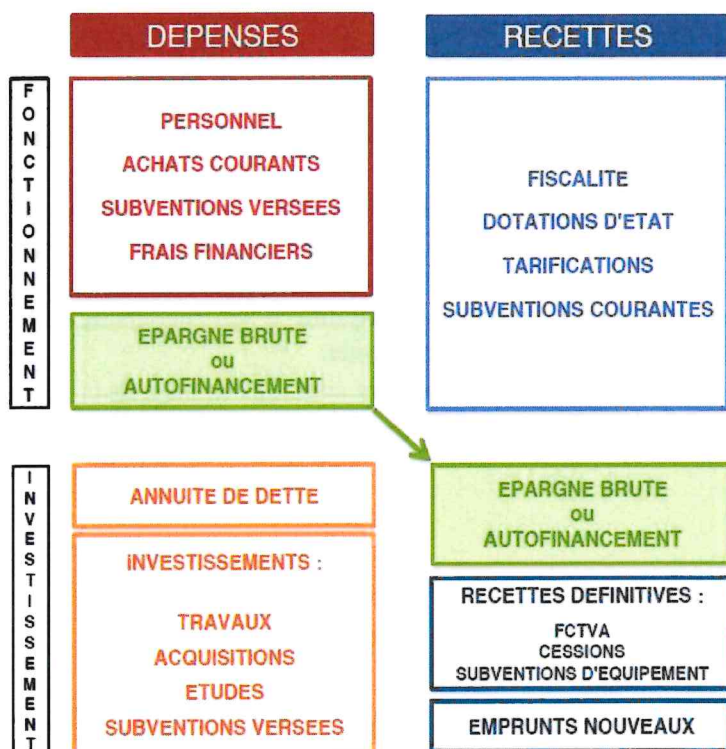 DEPENSES
RECETTES
FONCTIONNEMENT
PERSONNEL
ACHATS COURANTS
SUBVENTIONS VERSEES
FRAIS FINANCIERS
EPARGNE BRUTE
ou
AUTOFINANCEMENT
FISCALITE
DOTATIONS D'ETAT
TARIFICATIONS
SUBVENTIONS COURANTES
INVESTISSEMENT
ANNUITE DE DETTE
INVESTISSEMENTS :
TRAVAUX
ACQUISITIONS
ETUDES
SUBVENTIONS VERSEES
EPARGNE BRUTE
ou
AUTOFINANCEMENT
RECETTES DEFINITIVES :
FCTVA
CESSIONS
SUBVENTIONS D'EQUIPEMENT
EMPRUNTS NOUVEAUX